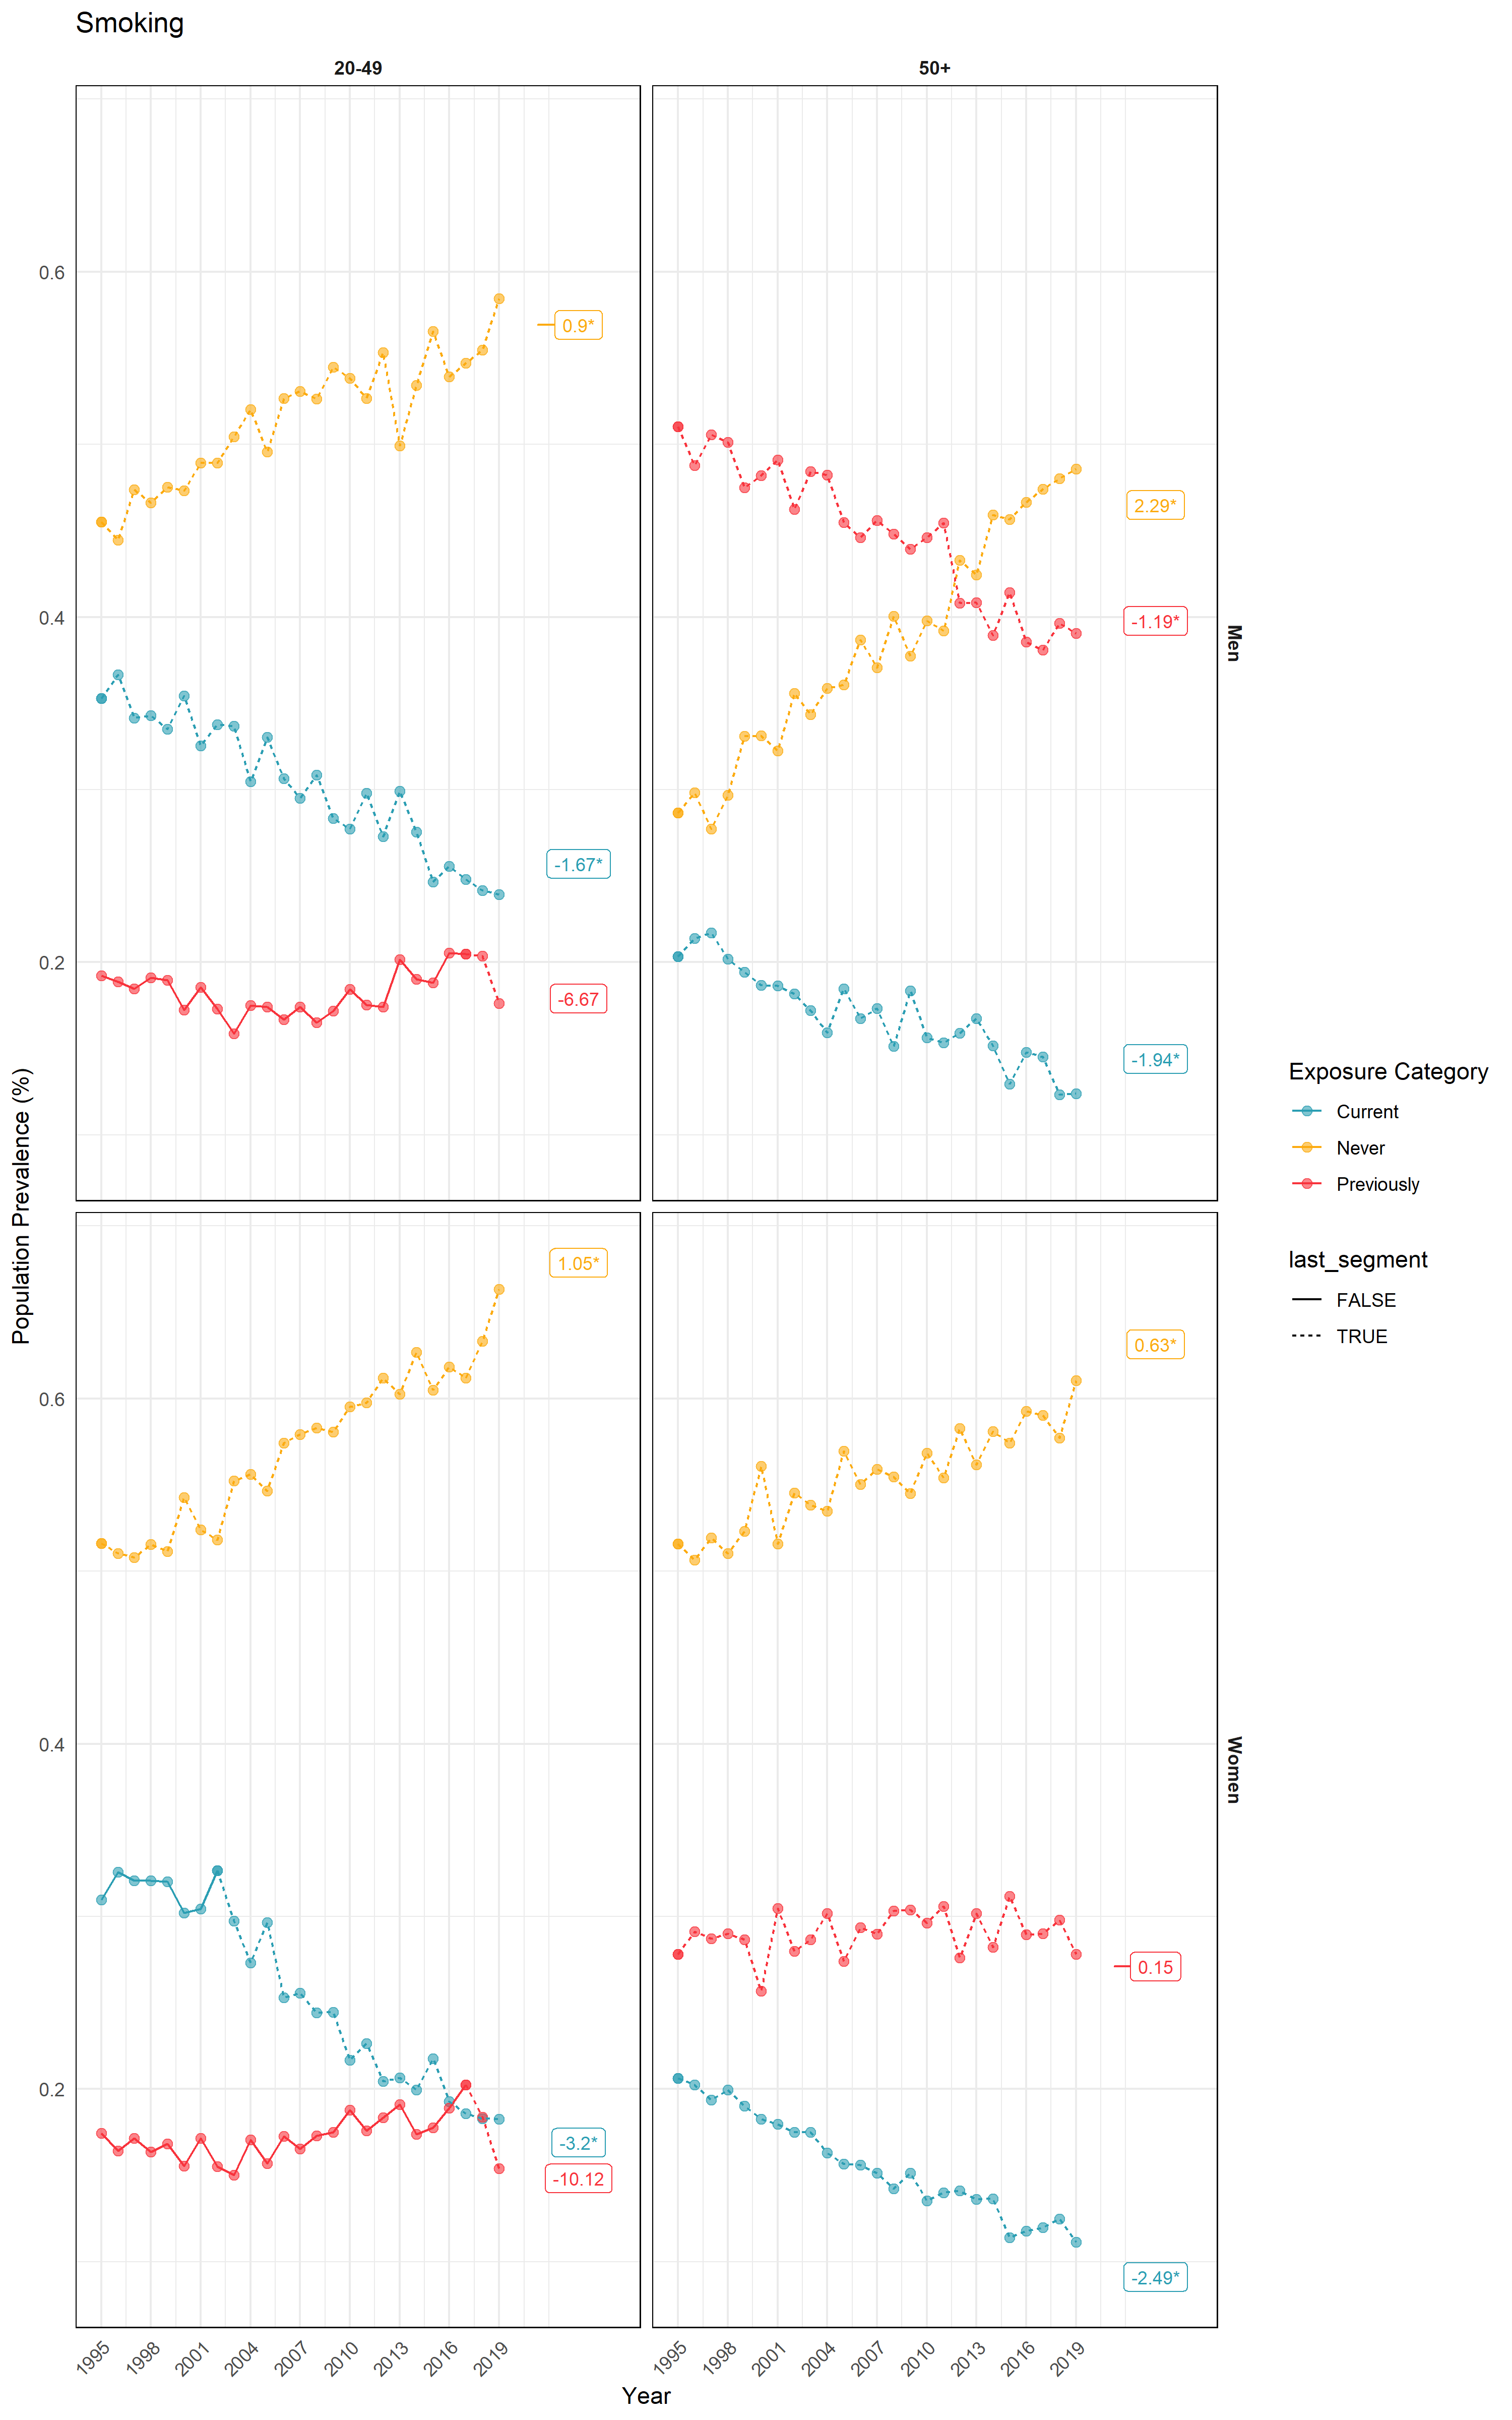 Smoking
20-49
50+
0.6
0.4
0.2
0.9*
-1.67*
-6.67
2.29*
-1.19*
-1.94*
Men
Population Prevalence (%)
0.6
0.4
0.2
1.05*
-3.2*
-10.12
0.63*
0.15
-2.49*
Women
1995 1998 2001 2004 2007 2010 2013 2016 2019
1995 1998 2001 2004 2007 2010 2013 2016 2019
Year
Exposure Category
Current
Never
Previously
last_segment
FALSE
TRUE